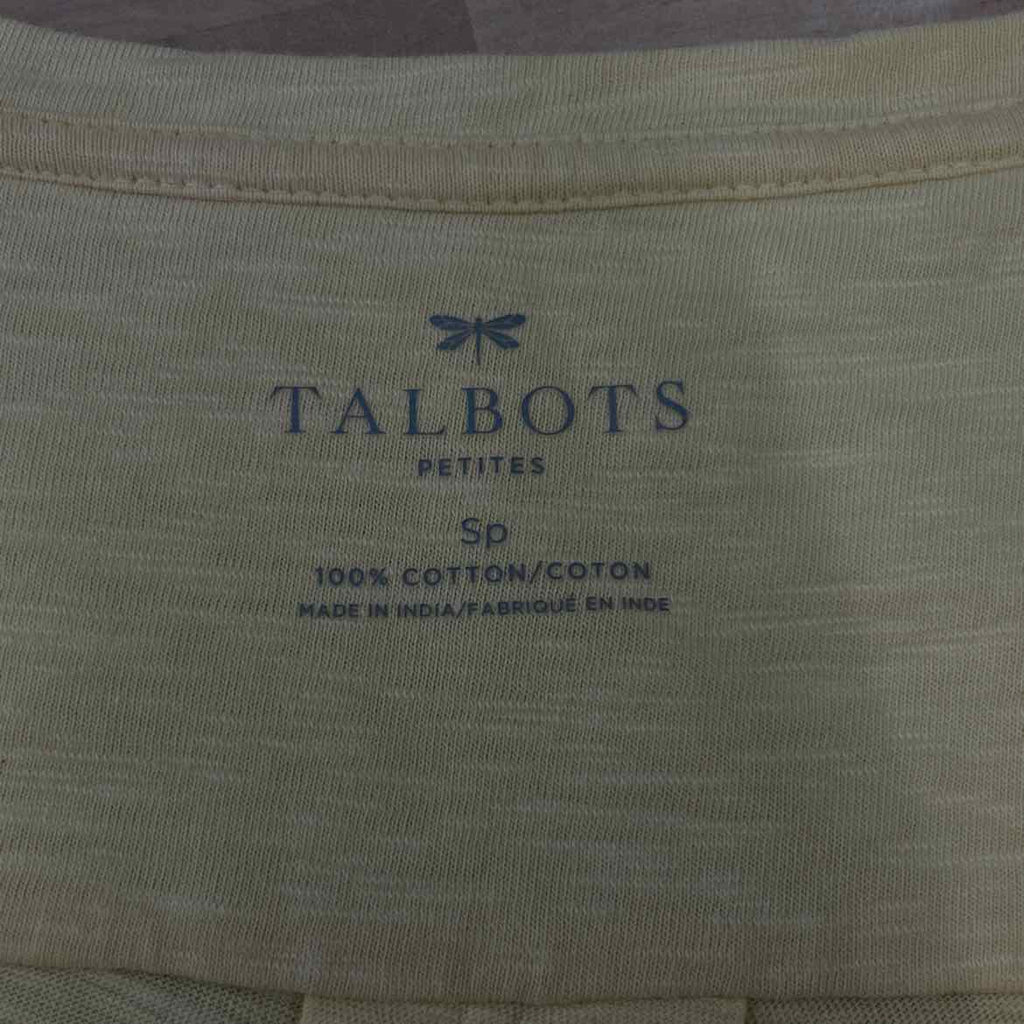 TALBOTS
PETITES
Sp
100% COTTON/COTON
MADE IN INDIA/FABRIQUÉ EN INDE